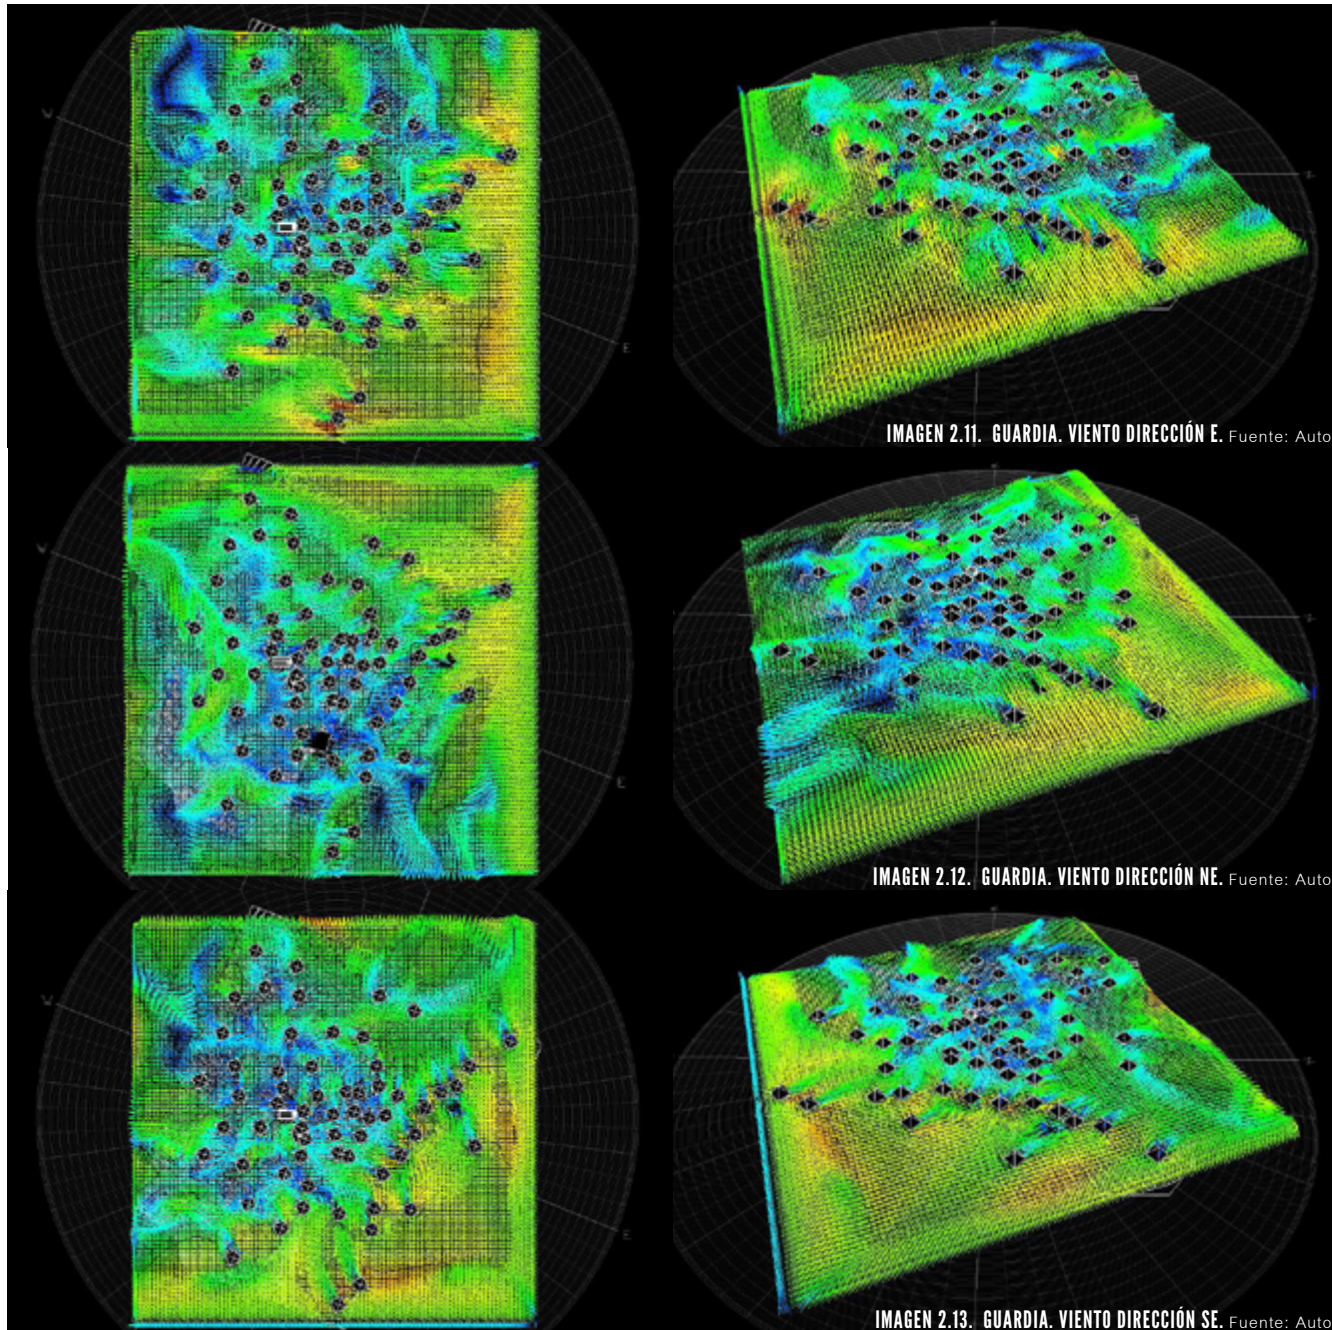 W
E
IMAGEN 2.11. GUARDIA. VIENTO DIRECCIÓN E. Fuente: Auto
E
IMAGEN 2.12. GUARDIA. VIENTO DIRECCIÓN NE. Fuente: Auto
W
E
IMAGEN 2.13. GUARDIA. VIENTO DIRECCIÓN SE. Fuente: Auto